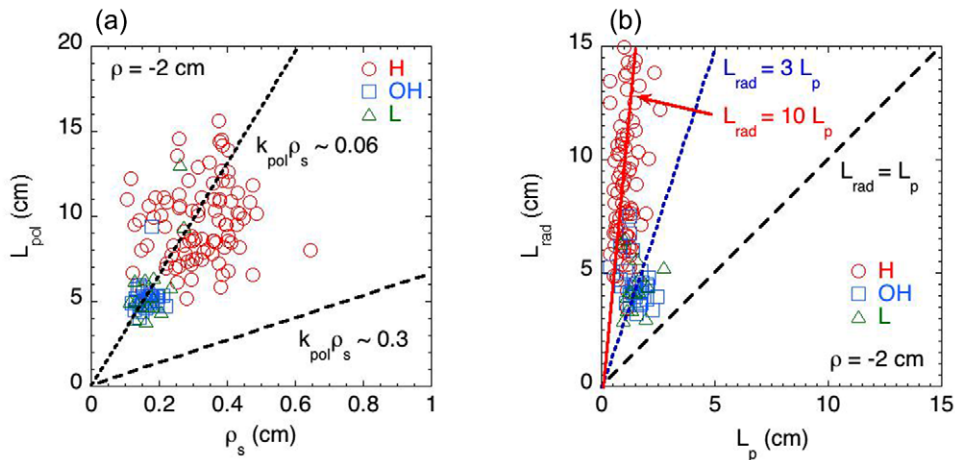 (a)
20
15
10
5
0
L_pol (cm)
ρ = -2 cm
H
OH
L
k_pol ρ_s ~ 0.06
k_pol ρ_s ~ 0.3
0
0.2
0.4
0.6
0.8
1
ρ_s (cm)
(b)
15
10
5
0
L_rad (cm)
L_rad = 3 L_p
L_rad = 10 L_p
L_rad = L_p
H
OH
L
ρ = -2 cm
0
5
10
15
L_p (cm)